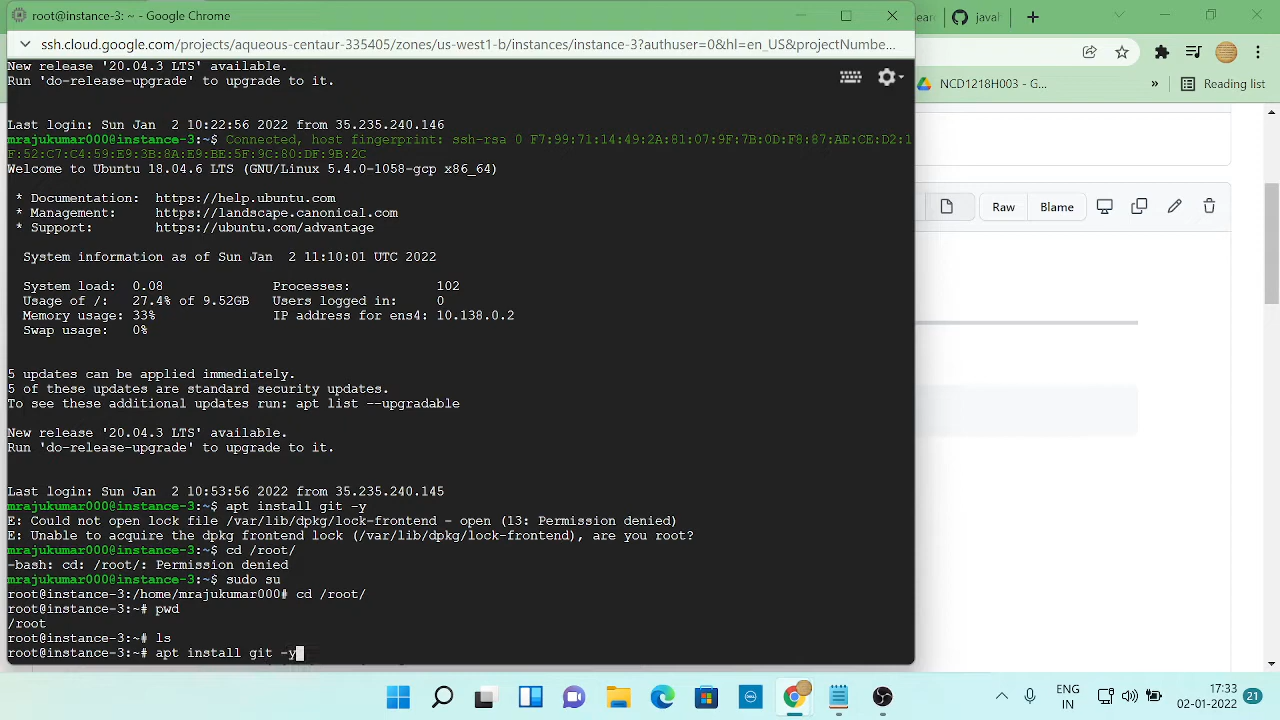 root@instance-3: ~ - Google Chrome
ssh.cloud.google.com/projects/aqueous-centaur-335405/zones/us-west1-b/instances/instance-3?authuser=0&hl=en_US&projectNumbe...
New release '20.04.3 LTS' available.
Run 'do-release-upgrade' to upgrade to it.
Last login: Sun Jan  2 10:52:56 2022 from 35.235.240.146
mrajukumar000@instance-3:~$ Connected, host fingerprint: ssh-rsa 0 F7:99:71:14:49:2A:81:07:9F:7B:0D:F8:87:AE:CE:D2:1
F:52:C7:C4:59:E9:3B:8A:E9:BE:5F:9C:80:DF:9B:2C
Welcome to Ubuntu 18.04.6 LTS (GNU/Linux 5.4.0-1058-gcp x86_64)
* Documentation:  https://help.ubuntu.com
* Management:     https://landscape.canonical.com
* Support:        https://ubuntu.com/advantage
System information as of Sun Jan  2 11:10:01 UTC 2022
System load:  0.08              Processes:           102
Usage of /:   27.4% of 9.52GB   Users logged in:     0
Memory usage: 33%               IP address for ens4: 10.138.0.2
Swap usage:   0%
5 updates can be applied immediately.
5 of these updates are standard security updates.
To see these additional updates run: apt list --upgradable
New release '20.04.3 LTS' available.
Run 'do-release-upgrade' to upgrade to it.
Last login: Sun Jan  2 10:53:56 2022 from 35.235.240.145
mrajukumar000@instance-3:~$ apt install git -y
E: Could not open lock file /var/lib/dpkg/lock-frontend - open (13: Permission denied)
E: Unable to acquire the dpkg frontend lock (/var/lib/dpkg/lock-frontend), are you root?
mrajukumar000@instance-3:~$ cd /root/
-bash: cd: /root/: Permission denied
mrajukumar000@instance-3:~$ sudo su
root@instance-3:/home/mrajukumar000# cd /root/
root@instance-3:~# pwd
/root
root@instance-3:~# ls
root@instance-3:~# apt install git -y
java
NCD1218H003 - G...
»
Reading list
Raw
Blame
DELL
ENG
IN
17:33
02-01-2022
21